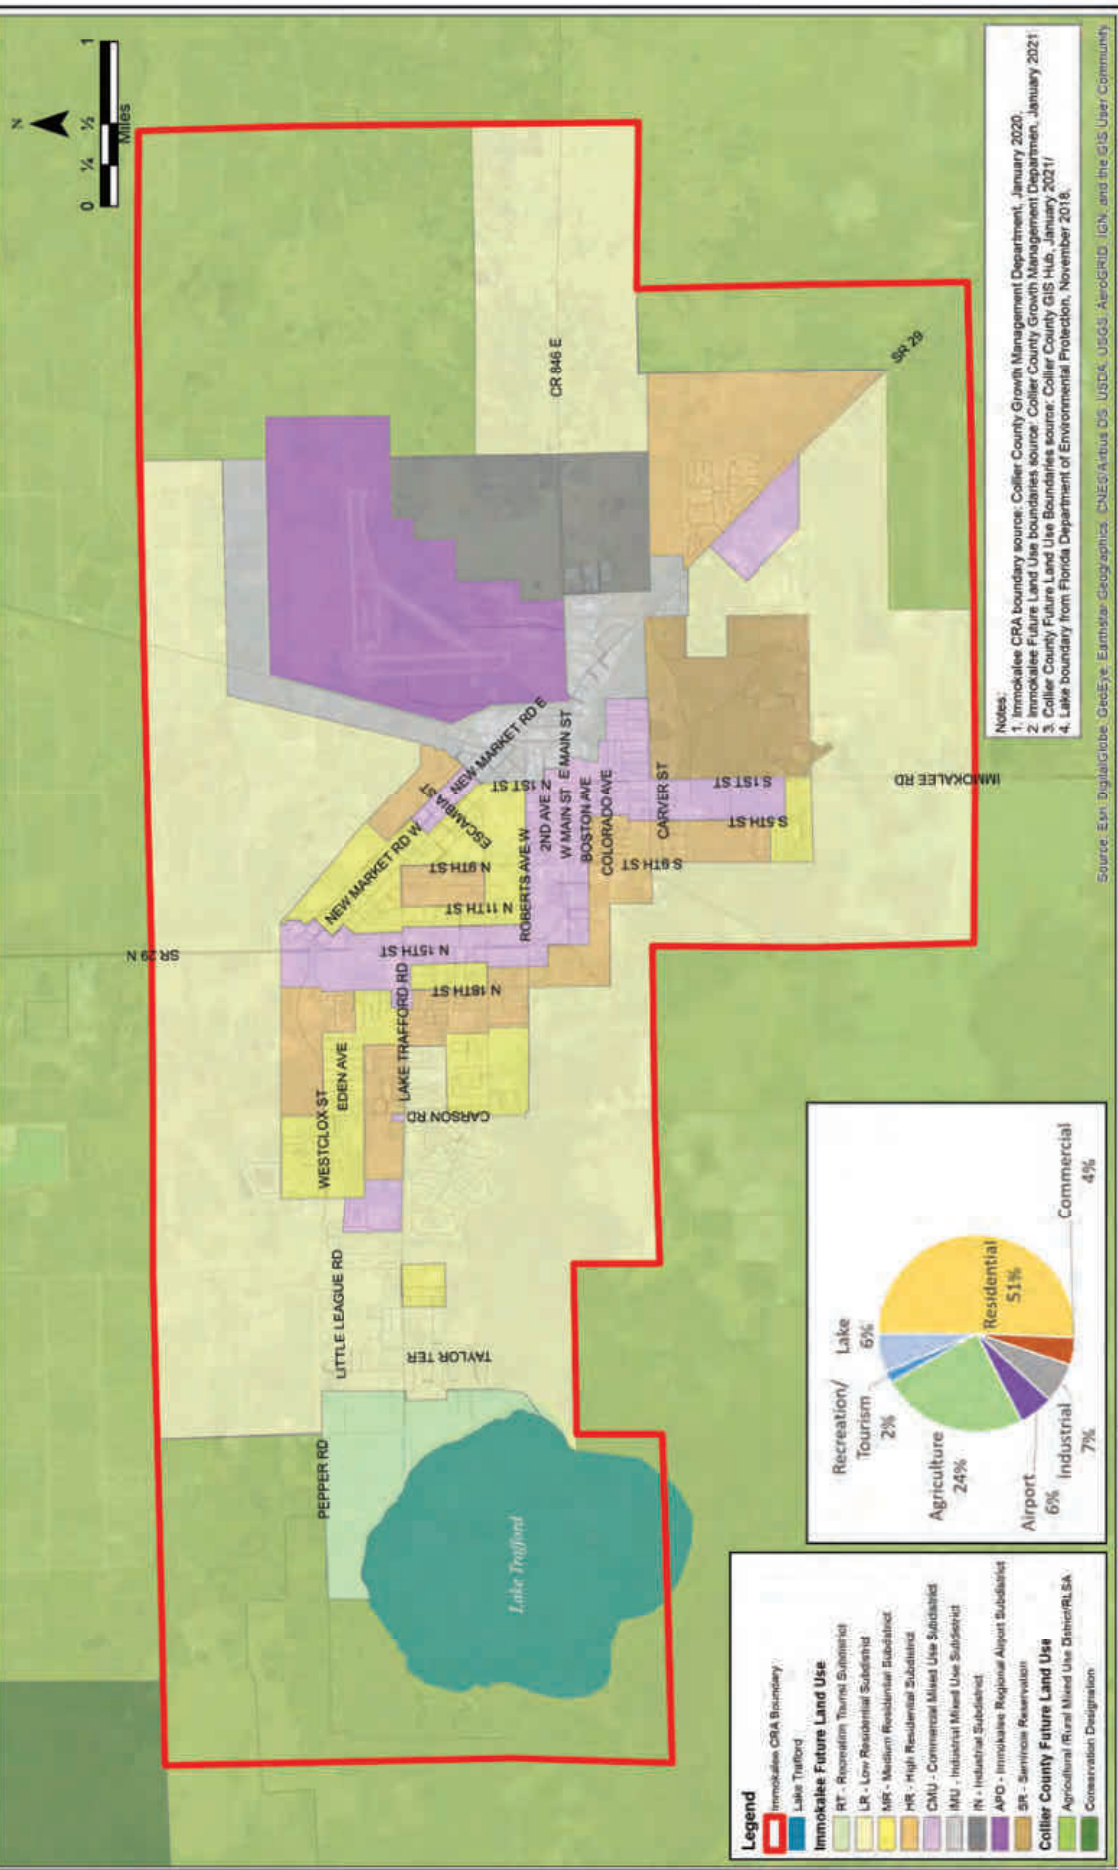 N
0 ¼ ½ 1
Miles
SR 29 N
PEPPER RD
LITTLE LEAGUE RD
TAYLOR TER
WESTCLOX ST
EDEN AVE
CARSON RD
LAKE TRAFFORD RD
N 18TH ST
N 15TH ST
N 11TH ST
N 9TH ST
NEW MARKET RD W
ESCAMBIA ST
NEW MARKET RD E
N 1ST ST
ROBERTS AVE W
2ND AVE N
W MAIN ST E MAIN ST
BOSTON AVE
COLORADO AVE
CARVER ST
S 9TH ST
S 5TH ST
S 1ST ST
IMMOKALEE RD
CR 846 E
SR 29
Lake Trafford
Legend
Immokalee CRA Boundary
Lake Trafford
Immokalee Future Land Use
RT - Recreation Tourist Subdistrict
LR - Low Residential Subdistrict
MR - Medium Residential Subdistrict
HR - High Residential Subdistrict
CMU - Commercial Mixed Use Subdistrict
IMU - Industrial Mixed Use Subdistrict
IN - Industrial Subdistrict
APO - Immokalee Regional Airport Subdistrict
SR - Seminole Reservation
Collier County Future Land Use
Agricultural /Rural Mixed Use District/RLSA
Conservation Designation
Recreation/
Tourism
2%
Lake
6%
Agriculture
24%
Residential
51%
Airport
6%
Industrial
7%
Commercial
4%
Notes:
1. Immokalee CRA boundary source: Collier County Growth Management Department, January 2020.
2. Immokalee Future Land Use boundaries source: Collier County Growth Management Departmen, January 2021
3. Collier County Future Land Use Boundaries source: Collier County GIS Hub, January 2021/
4. Lake boundary from Florida Department of Environmental Protection, November 2018.
Source: Esri, DigitalGlobe, GeoEye, Earthstar Geographics, CNES/Airbus DS, USDA, USGS, AeroGRID, IGN, and the GIS User Community